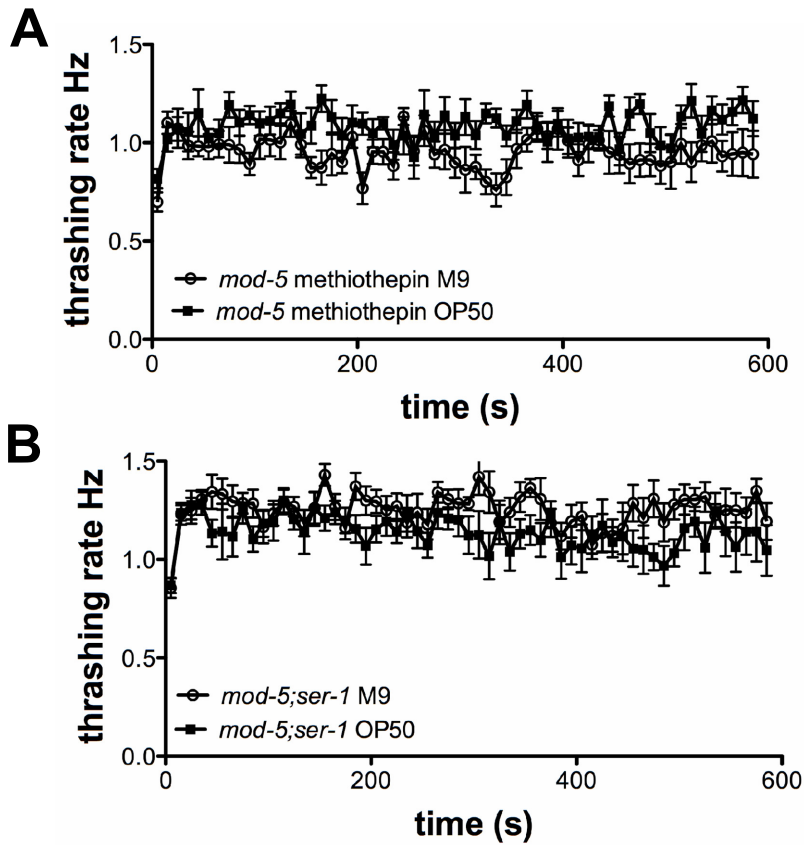 A
1.5
1.0
0.5
0.0
thrashing rate Hz
mod-5 methiothepin M9
mod-5 methiothepin OP50
0 200 400 600
time (s)
B
1.5
1.0
0.5
0.0
thrashing rate Hz
mod-5;ser-1 M9
mod-5;ser-1 OP50
0 200 400 600
time (s)